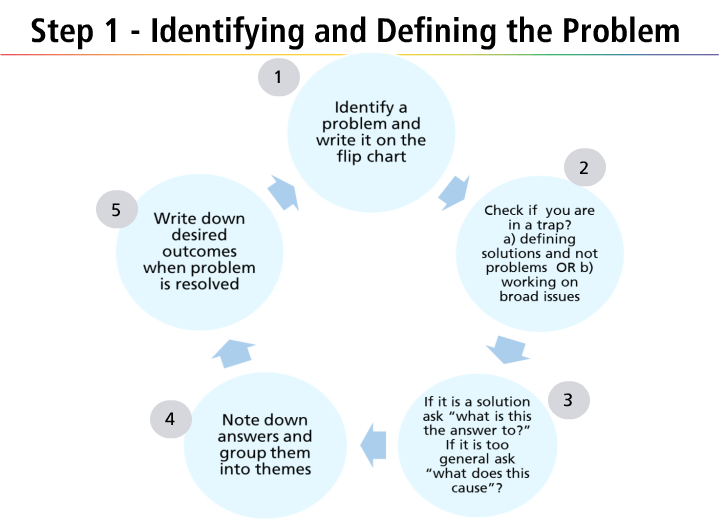 Step 1 - Identifying and Defining the Problem
1
Identify a
problem and
write it on the
flip chart
2
Check if you are
in a trap?
a) defining
solutions and not
problems OR b)
working on
broad issues
3
If it is a solution
ask “what is this
the answer to?”
If it is too
general ask
“what does this
cause”?
4
Note down
answers and
group them
into themes
5
Write down
desired
outcomes
when problem
is resolved